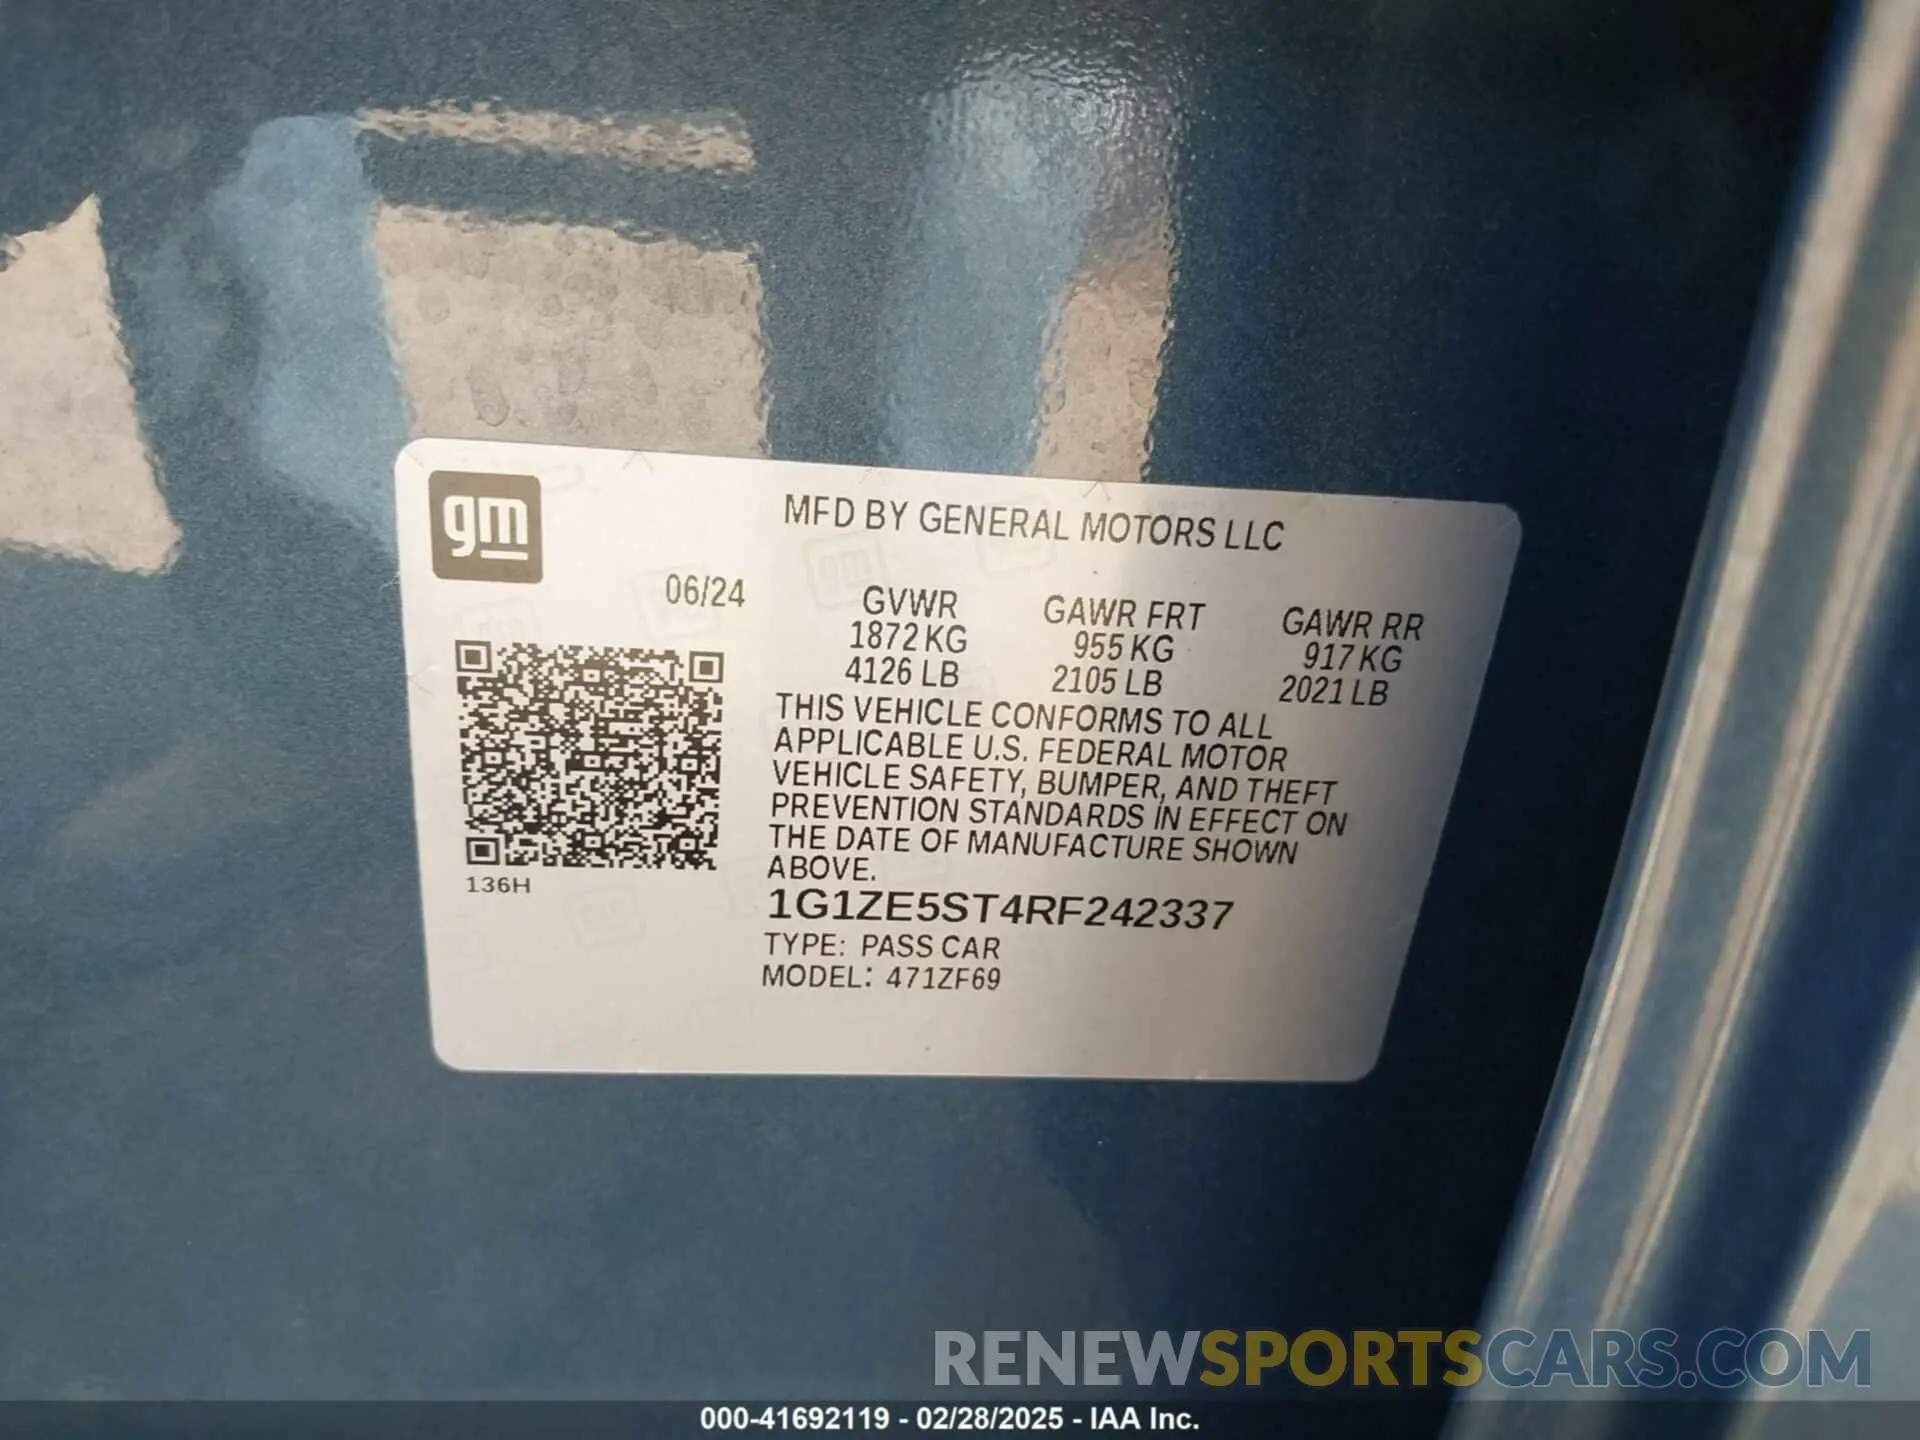 gm
MFD BY GENERAL MOTORS LLC
06/24
GVWR GAWR FRT GAWR RR
1872 KG 955 KG 917 KG
4126 LB 2105 LB 2021 LB
THIS VEHICLE CONFORMS TO ALL
APPLICABLE U.S. FEDERAL MOTOR
VEHICLE SAFETY, BUMPER, AND THEFT
PREVENTION STANDARDS IN EFFECT ON
THE DATE OF MANUFACTURE SHOWN
ABOVE.
136H
1G1ZE5ST4RF242337
TYPE: PASS CAR
MODEL: 471ZF69
RENEWSPORTSCARS.COM
000-41692119 - 02/28/2025 - IAA Inc.